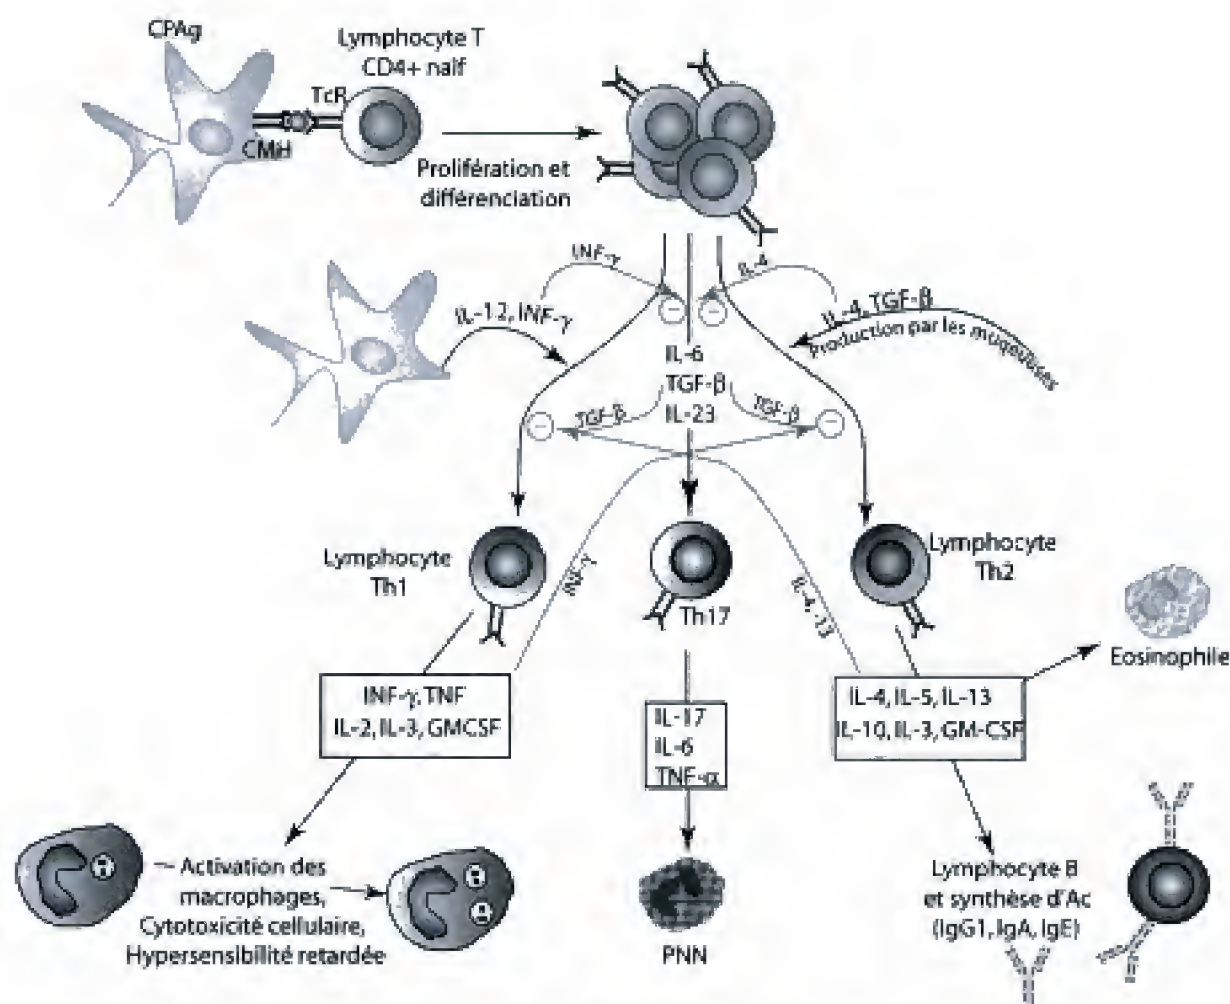 CPAg
Lymphocyte T
CD4+ naïf
TcR
CMH
Prolifération et
différenciation
INF-γ
IL-4
IL-12, INF-γ
IL-4, TGF-β
Production par les muqueuses
IL-6
TGF-β
IL-23
TGF-β
TGF-β
Lymphocyte
Th1
Th17
Lymphocyte
Th2
INF-γ
IL-4, -13
Eosinophile
INF-γ, TNF
IL-2, IL-3, GMCSF
IL-17
IL-6
TNF-α
IL-4, IL-5, IL-13
IL-10, IL-3, GM-CSF
Activation des
macrophages,
Cytotoxicité cellulaire,
Hypersensibilité retardée
PNN
Lymphocyte B
et synthèse d'Ac
(IgG1, IgA, IgE)